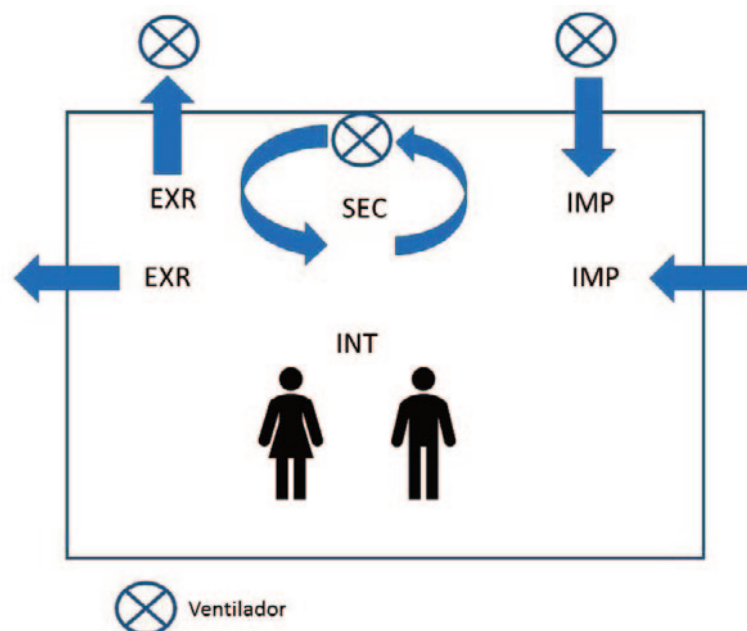 EXR
SEC
IMP
EXR
IMP
INT
Ventilador